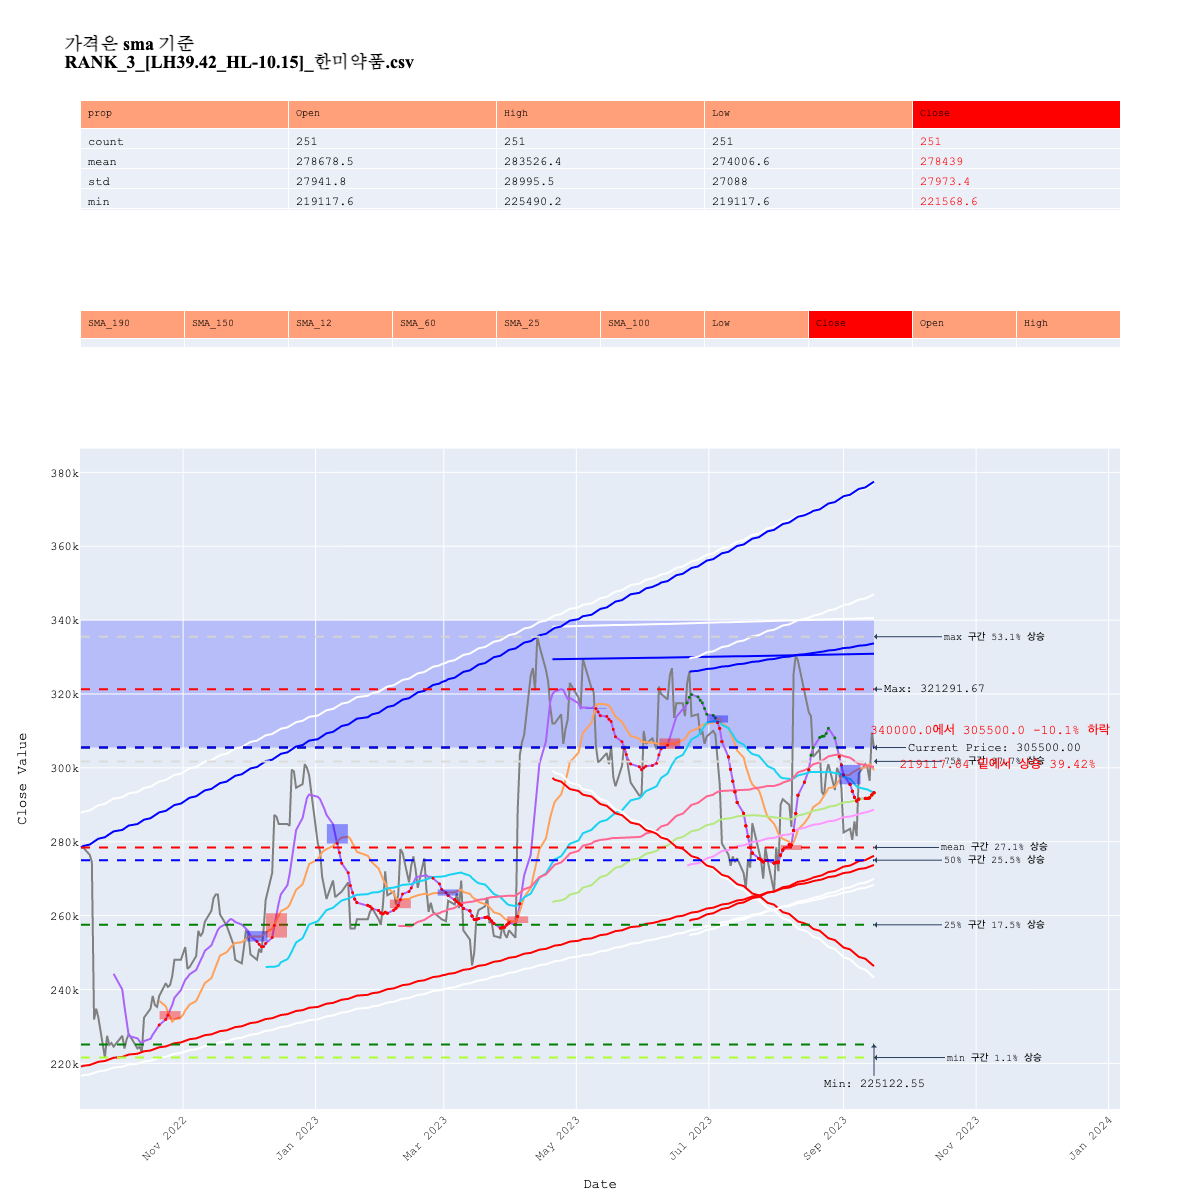 가격은 sma 기준
RANK_3_[LH39.42_HL-10.15]_한미약품.csv
prop Open High Low Close
count 251 251 251 251
mean 278678.5 283526.4 274006.6 278439
std 27941.8 28995.5 27088 27973.4
min 219117.6 225490.2 219117.6 221568.6
SMA_190 SMA_150 SMA_12 SMA_60 SMA_25 SMA_100 Low Close Open High
380k
360k
340k
max 구간 53.1% 상승
320k
Max: 321291.67
340000.0에서 305500.0 -10.1% 하락
Current Price: 305500.00
300k
219117.64 밑에서 상승 39.42%
280k
mean 구간 27.1% 상승
50% 구간 25.5% 상승
260k
25% 구간 17.5% 상승
240k
220k
min 구간 1.1% 상승
Min: 225122.55
Close Value
Nov 2022 Jan 2023 Mar 2023 May 2023 Jul 2023 Sep 2023 Nov 2023 Jan 2024
Date